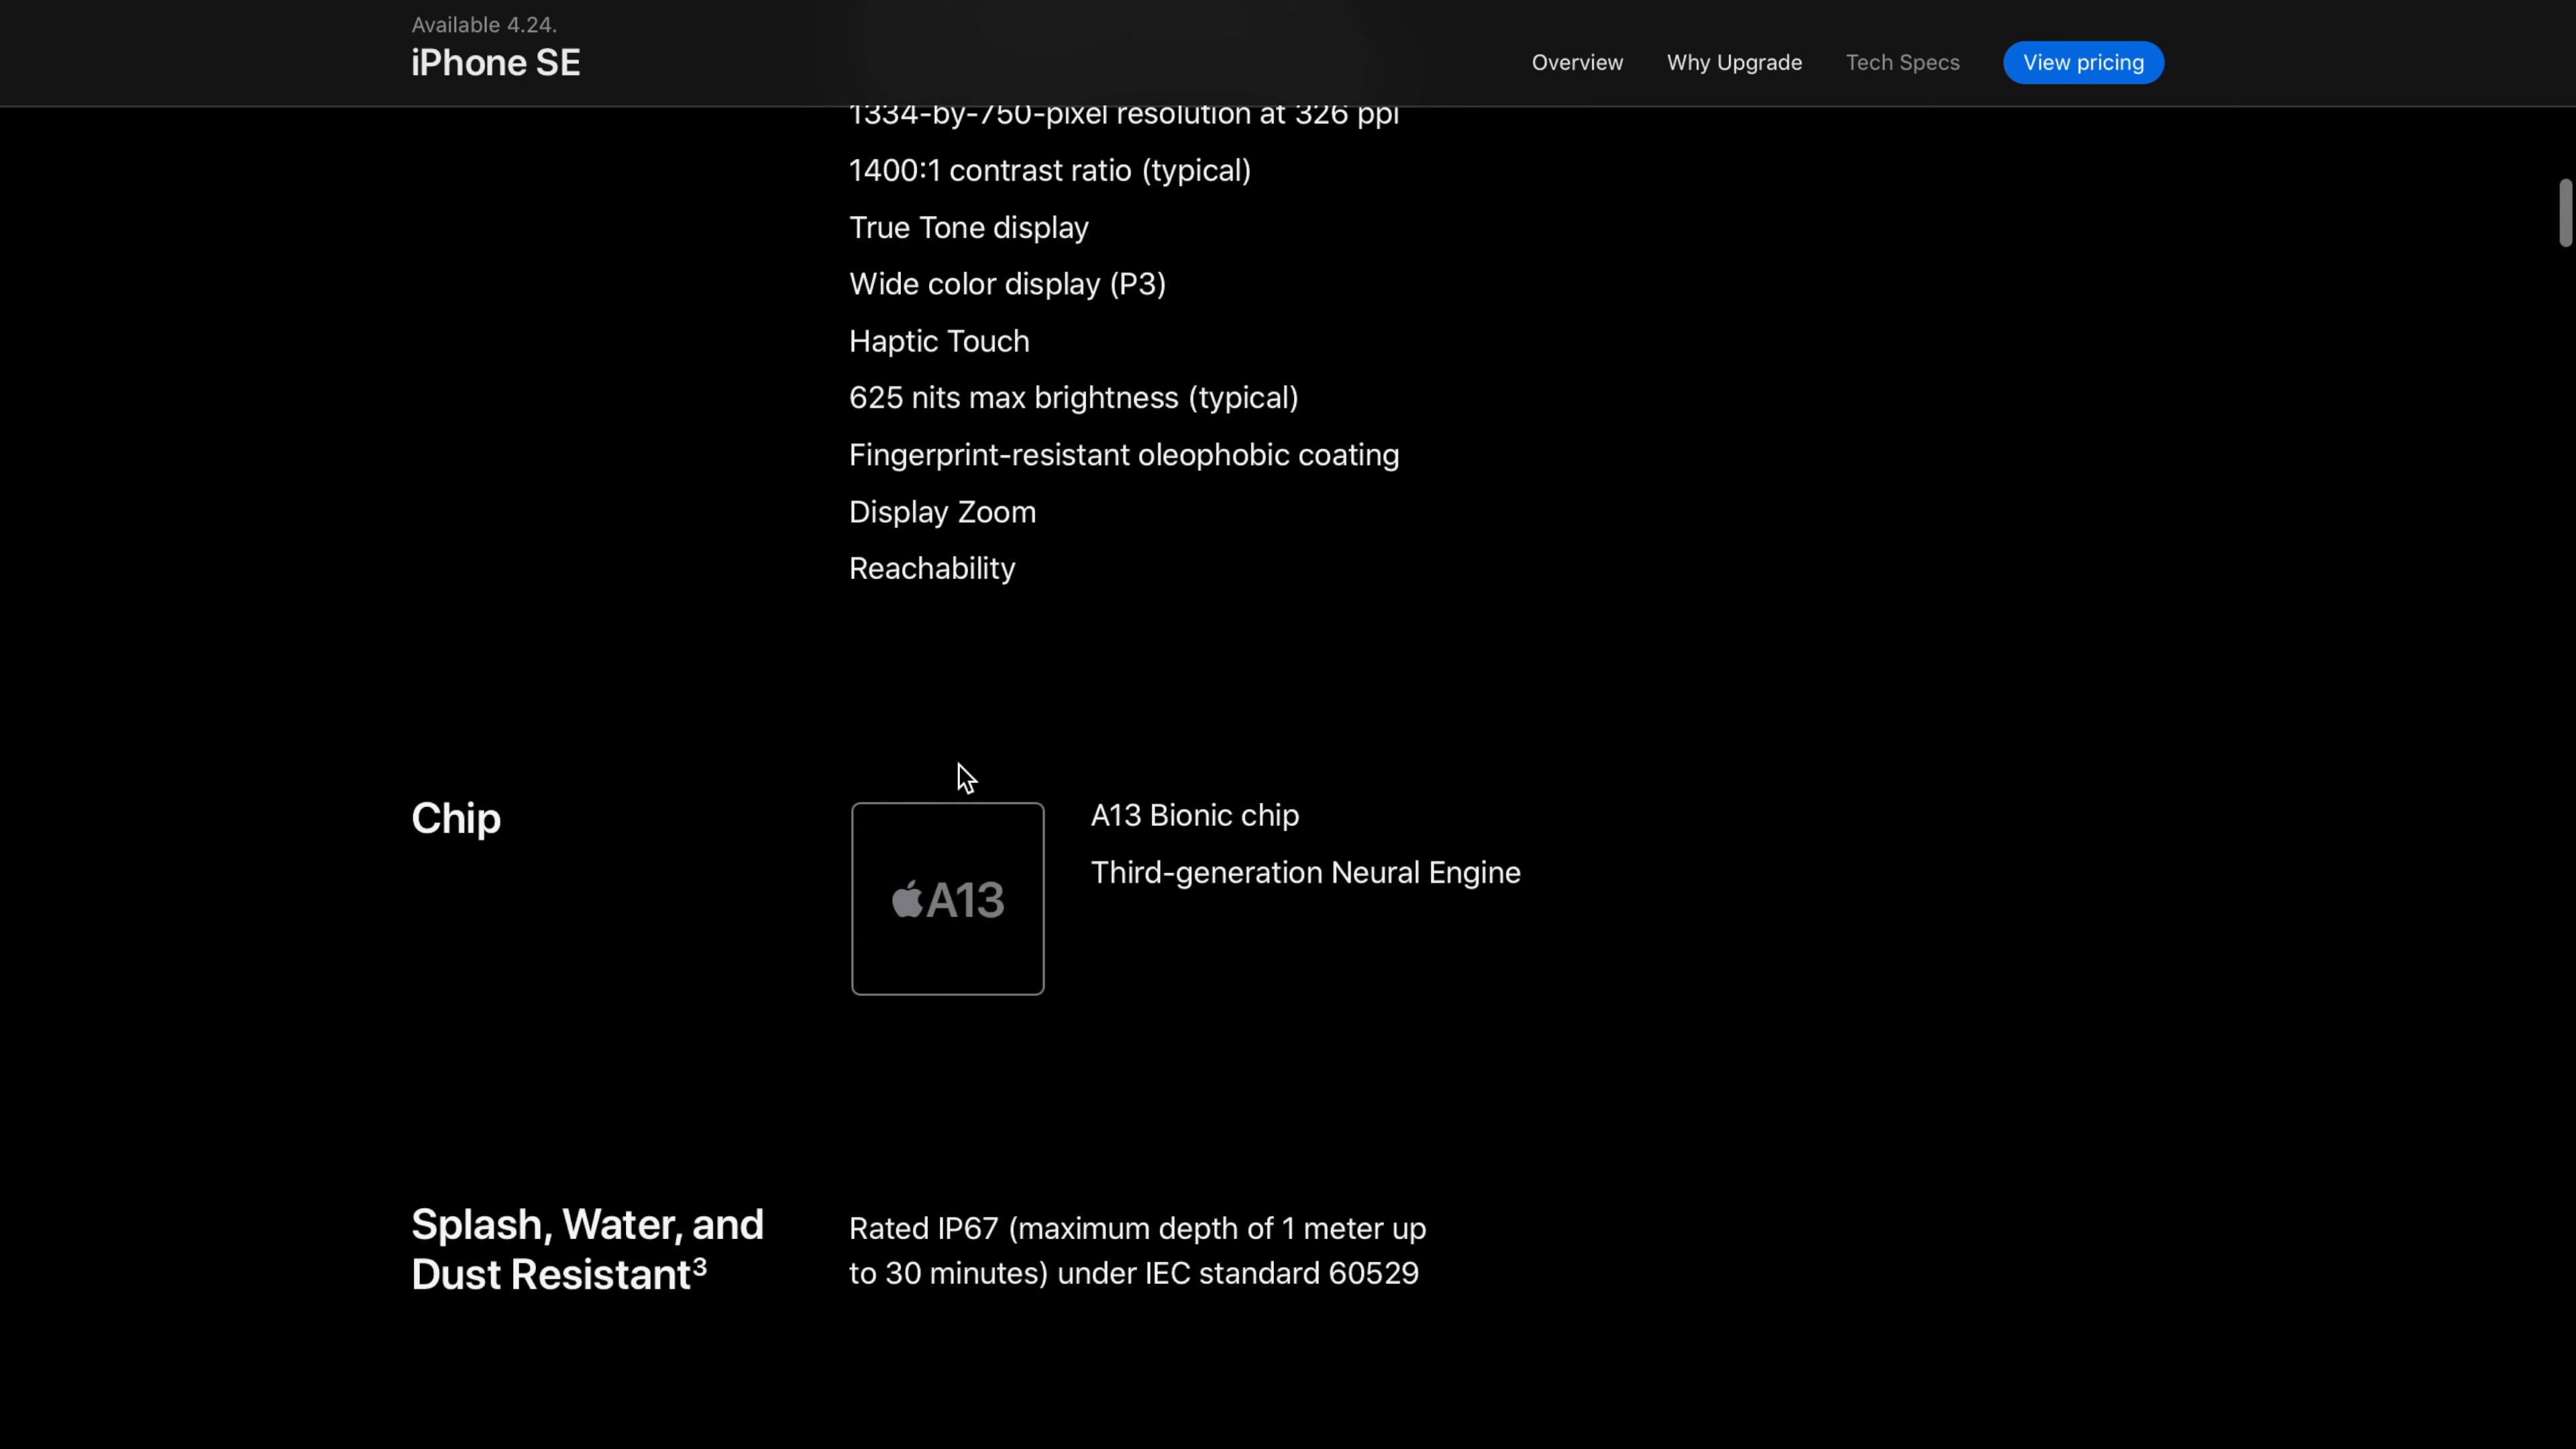 Available 4.24.
iPhone SE
Overview Why Upgrade Tech Specs View pricing
1334-by-750-pixel resolution at 326 ppi
1400:1 contrast ratio (typical)
True Tone display
Wide color display (P3)
Haptic Touch
625 nits max brightness (typical)
Fingerprint-resistant oleophobic coating
Display Zoom
Reachability
Chip
A13
A13 Bionic chip
Third-generation Neural Engine
Splash, Water, and
Dust Resistant³
Rated IP67 (maximum depth of 1 meter up
to 30 minutes) under IEC standard 60529